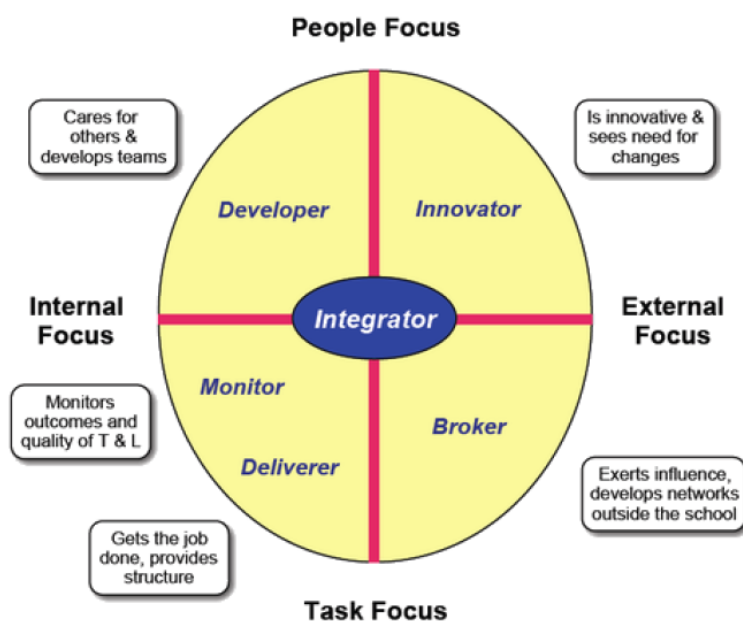 People Focus
Cares for
others &
develops teams
Is innovative &
sees need for
changes
Developer
Innovator
Internal
Focus
Integrator
External
Focus
Monitor
Monitors
outcomes and
quality of T & L
Broker
Deliverer
Exerts influence,
develops networks
outside the school
Gets the job
done, provides
structure
Task Focus